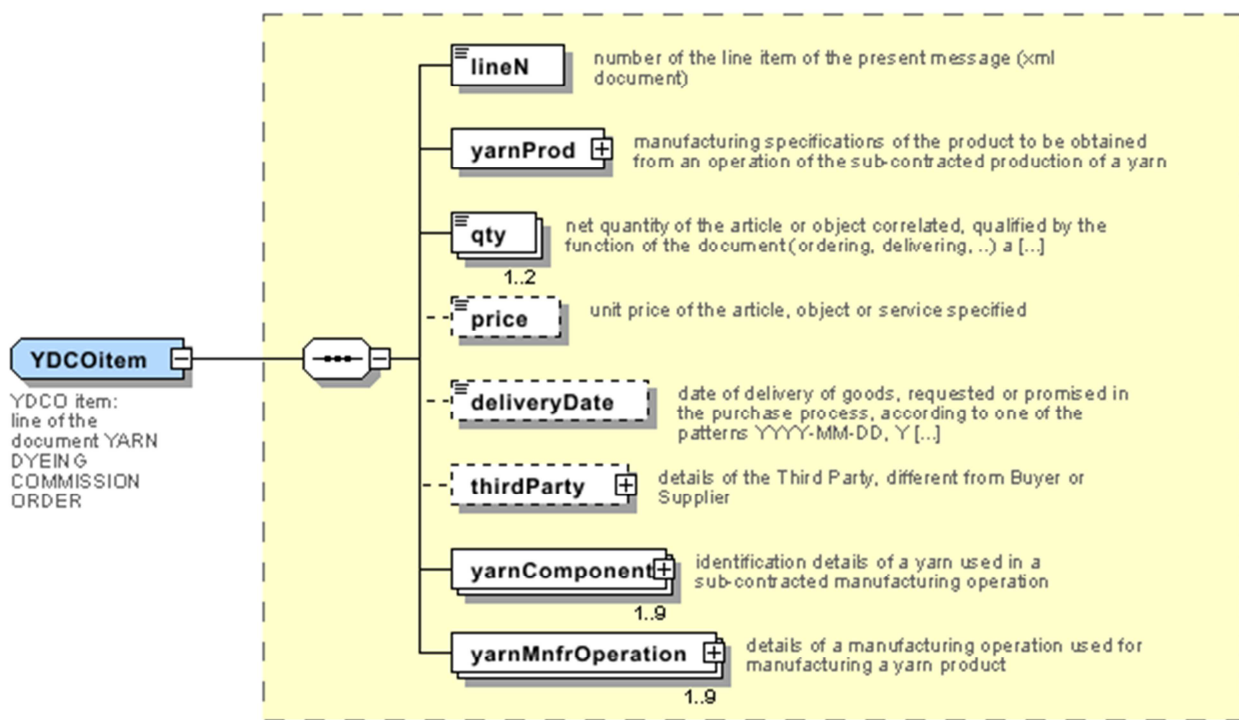 lineN
number of the line item of the present message (xml
document)
yarnProd
manufacturing specifications of the product to be obtained
from an operation of the sub-contracted production of a yarn
qty
net quantity of the article or object correlated, qualified by the
function of the document (ordering, delivering, ..) a [...]
1..2
price
unit price of the article, object or service specified
YDCOitem
YDCO item:
line of the
document YARN
DYEING
COMMISSION
ORDER
deliveryDate
date of delivery of goods, requested or promised in
the purchase process, according to one of the
patterns YYYY-MM-DD, Y [...]
thirdParty
details of the Third Party, different from Buyer or
Supplier
yarnComponent
identification details of a yarn used in a
sub-contracted manufacturing operation
1..9
yarnMnfrOperation
details of a manufacturing operation used for
manufacturing a yarn product
1..9